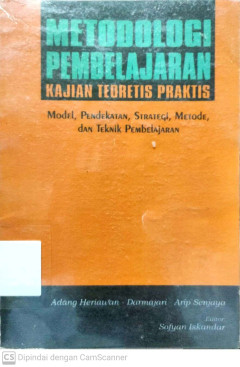 METODOLOGI
PEMBELAJARAN
KAJIAN TEORETIS PRAKTIS
Model, Pendekatan, Strategi, Metode,
dan Teknik Pembelajaran
Adang Heriawan Darmajari Arip Senjaya
Editor
Sofyan Iskandar
CS Dipindai dengan CamScanner